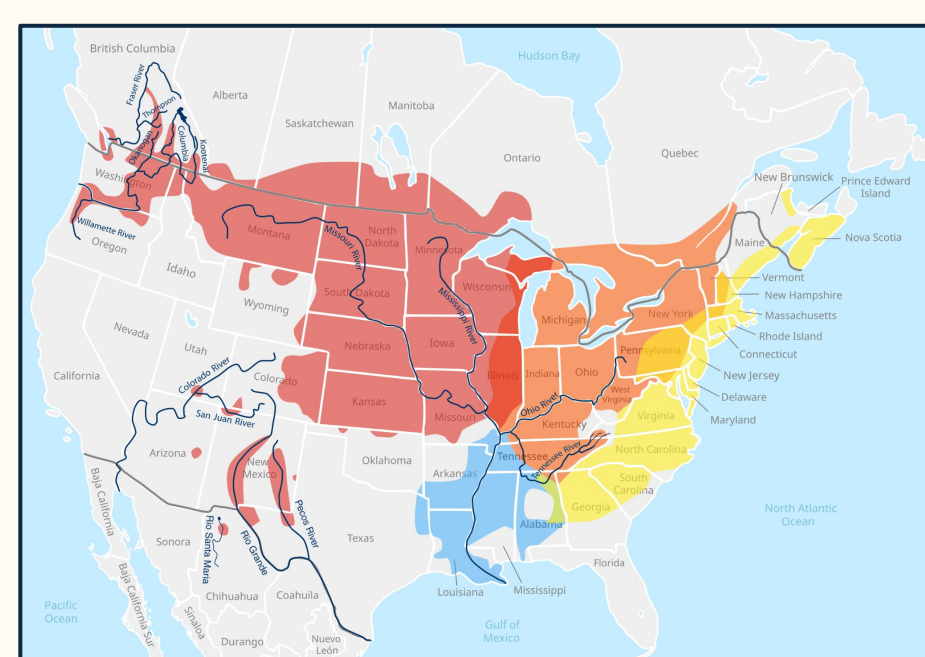 British Columbia
Hudson Bay
Fraser River
Alberta
Manitoba
Thompson
Saskatchewan
Okanogan
Columbia
Kootenai
Ontario
Quebec
New Brunswick
Prince Edward
Island
Washington
Willamette River
Oregon
Montana
Missouri River
North
Dakota
Minnesota
Maine
Nova Scotia
Idaho
Vermont
Wyoming
South Dakota
Mississippi River
Wisconsin
Michigan
New York
New Hampshire
Massachusetts
Rhode Island
Connecticut
Nevada
Utah
Nebraska
Iowa
Illinois
Indiana
Ohio
Pennsylvania
New Jersey
Delaware
Maryland
California
Colorado River
Colorado
Kansas
Missouri
Ohio River
West
Virginia
Virginia
San Juan River
Kentucky
Arizona
New
Mexico
Oklahoma
Arkansas
Tennessee
Tennessee River
North Carolina
South
Carolina
Baja California
Sonora
Rio Santa Maria
Rio Grande
Pecos River
Texas
Alabama
Georgia
North Atlantic
Ocean
Florida
Louisiana
Mississippi
Pacific
Ocean
Baja California Sur
Sinaloa
Chihuahua
Coahuila
Durango
Nuevo
León
Gulf of
Mexico